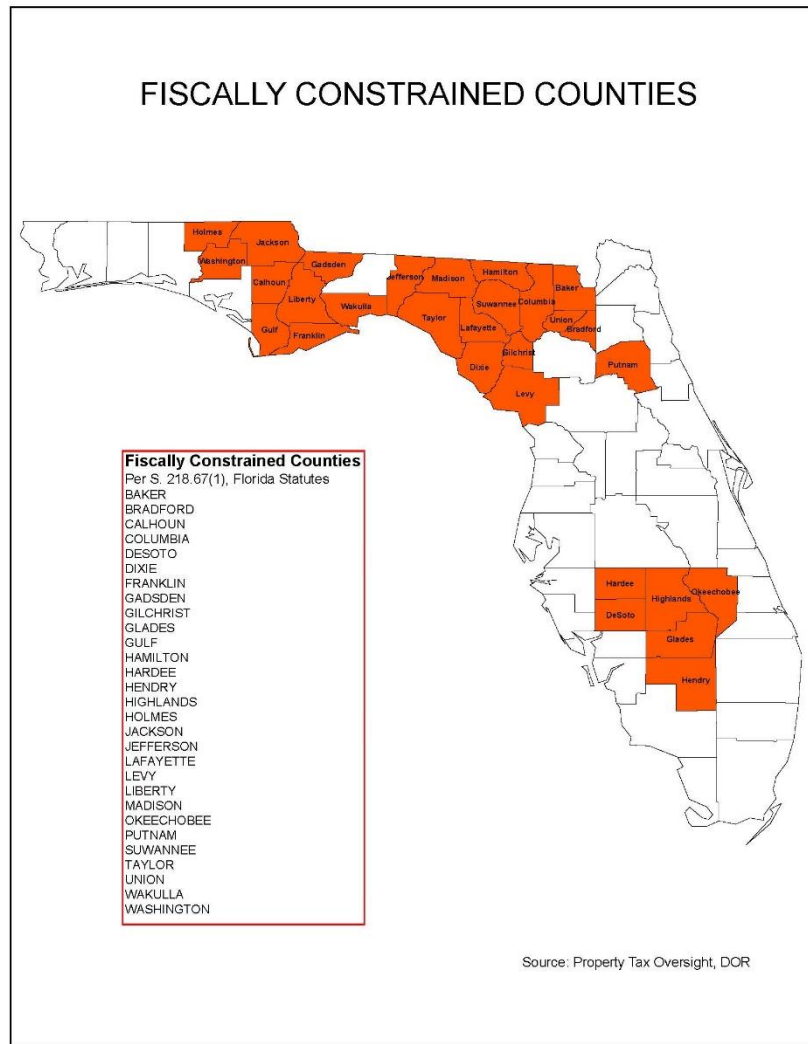 FISCALLY CONSTRAINED COUNTIES
Holmes
Jackson
Washington
Gadsden
Calhoun
Liberty
Wakulla
Gulf
Franklin
Jefferson
Madison
Hamilton
Taylor
Suwannee
Columbia
Baker
Lafayette
Union
Bradford
Gilchrist
Dixie
Levy
Putnam
Hardee
Highlands
Okeechobee
DeSoto
Glades
Hendry
Fiscally Constrained Counties
Per S. 218.67(1), Florida Statutes
BAKER
BRADFORD
CALHOUN
COLUMBIA
DESOTO
DIXIE
FRANKLIN
GADSDEN
GILCHRIST
GLADES
GULF
HAMILTON
HARDEE
HENDRY
HIGHLANDS
HOLMES
JACKSON
JEFFERSON
LAFAYETTE
LEVY
LIBERTY
MADISON
OKEECHOBEE
PUTNAM
SUWANNEE
TAYLOR
UNION
WAKULLA
WASHINGTON
Source: Property Tax Oversight, DOR